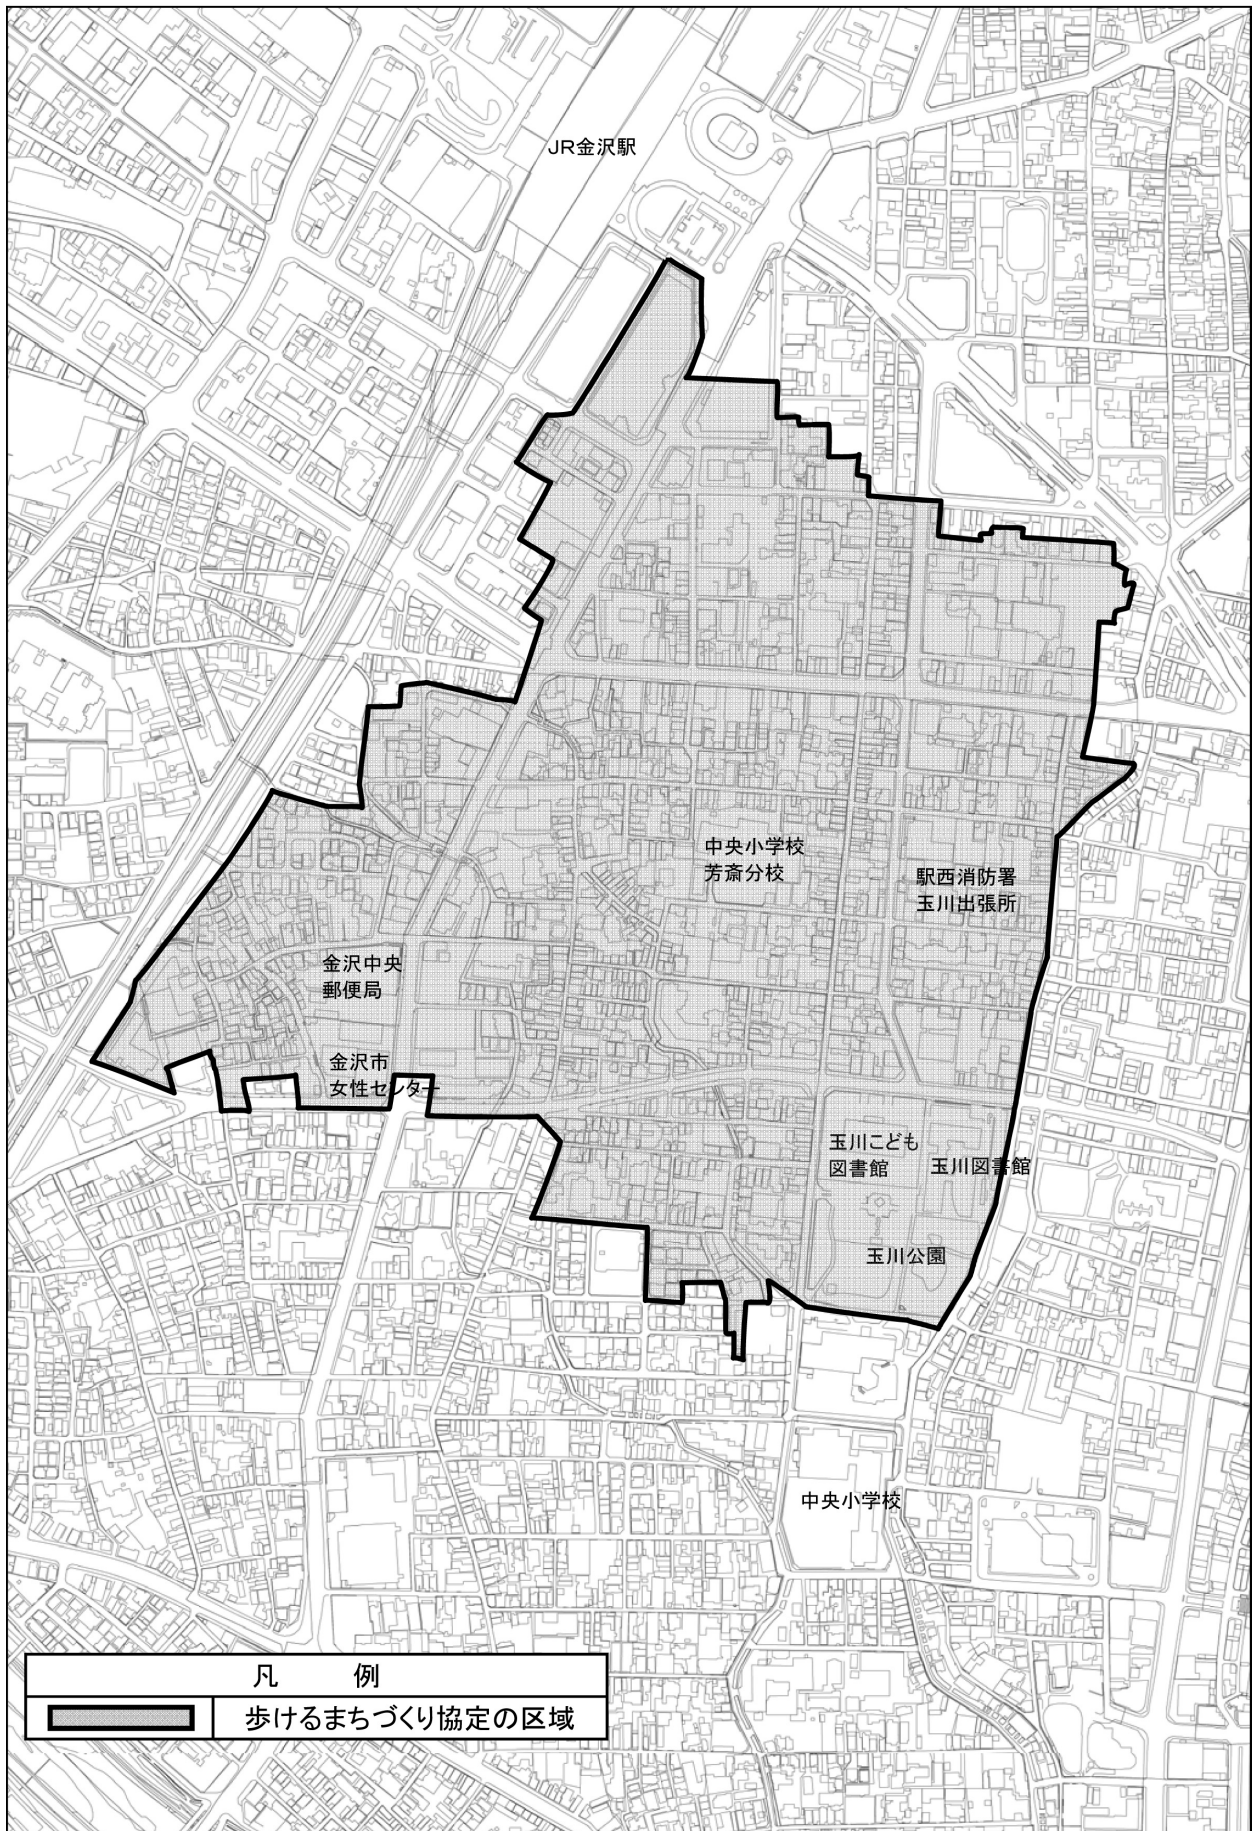 JR金沢駅
中央小学校
芳斎分校
駅西消防署
玉川出張所
金沢中央
郵便局
金沢市
女性センター
玉川こども
図書館
玉川図書館
玉川公園
中央小学校
凡 例
歩けるまちづくり協定の区域